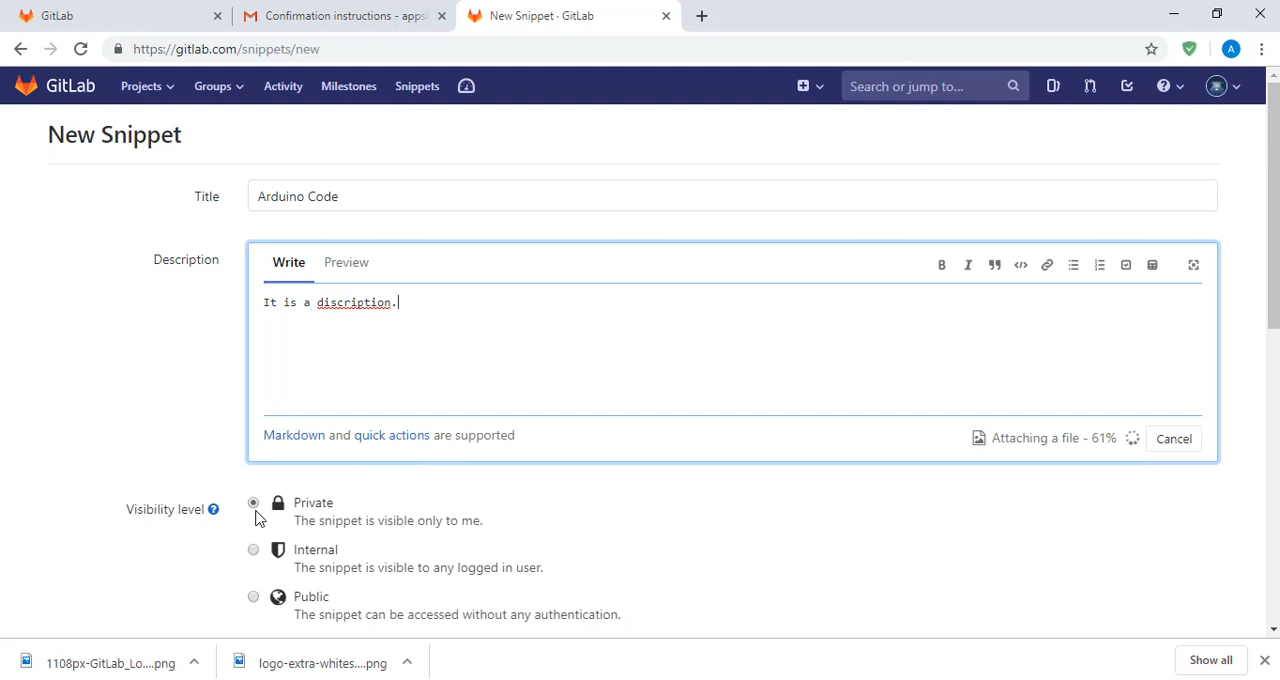 GitLab
Confirmation instructions - appsk
New Snippet · GitLab
https://gitlab.com/snippets/new
A
GitLab Projects Groups Activity Milestones Snippets Search or jump to...
New Snippet
Title Arduino Code
Description Write Preview
It is a discription.
Markdown and quick actions are supported Attaching a file - 61% Cancel
Visibility level Private
The snippet is visible only to me.
Internal
The snippet is visible to any logged in user.
Public
The snippet can be accessed without any authentication.
1108px-GitLab_Lo....png logo-extra-whites....png Show all